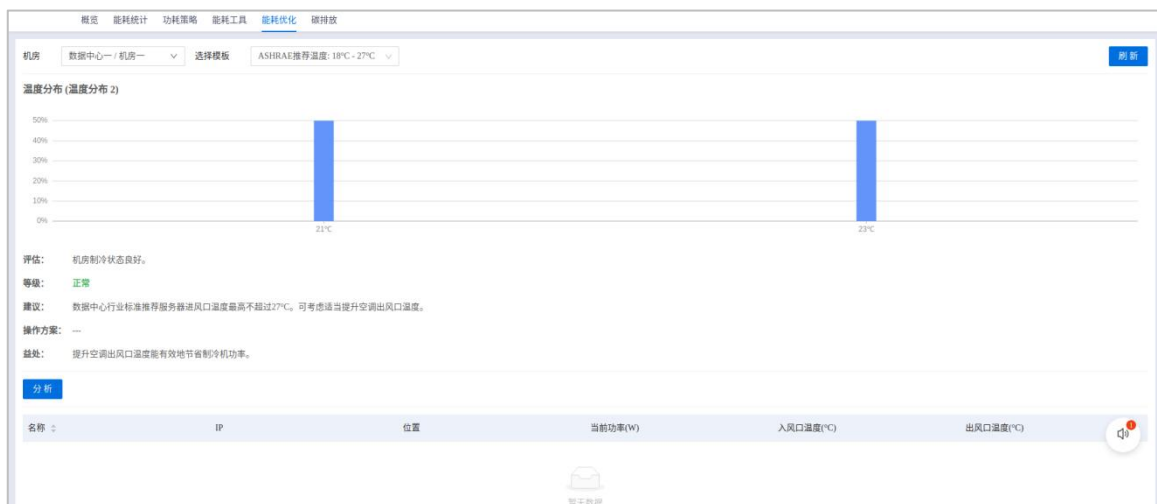 概览 能耗统计 功耗策略 能耗工具 能耗优化 碳排放
机房 数据中心一 / 机房一 选择模板 ASHRAE推荐温度: 18°C - 27°C 刷 新
温度分布 (温度分布 2)
50%
40%
30%
20%
10%
0%
21°C 23°C
评估: 机房制冷状态良好。
等级: 正常
建议: 数据中心行业标准推荐服务器进风口温度最高不超过27°C。可考虑适当提升空调出风口温度。
操作方案: ---
益处: 提升空调出风口温度能有效地节省制冷机功率。
分 析
名称 IP 位置 当前功率(W) 入风口温度(°C) 出风口温度(°C)
1
暂无数据